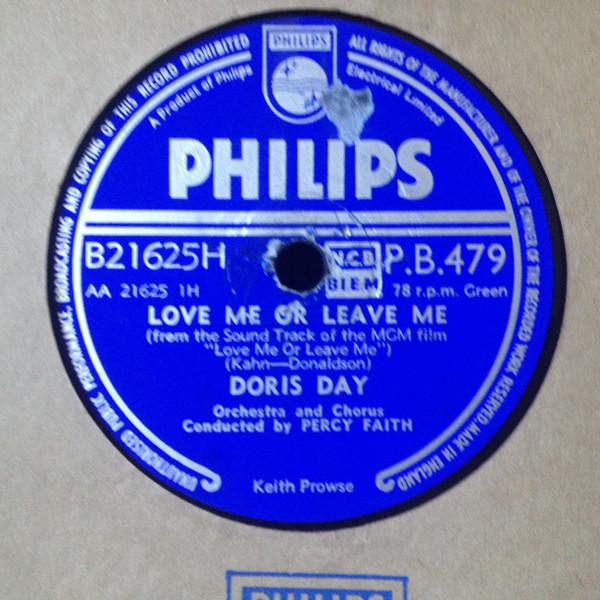 PHILIPS
UNAUTHORISED PUBLIC PERFORMANCE, BROADCASTING AND COPYING OF THIS RECORD PROHIBITED
ALL RIGHTS OF THE MANUFACTURER AND OF THE OWNER OF THE RECORDED WORK RESERVED. MADE IN ENGLAND
A Product of Philips
Electrical Limited
PHILIPS
B21625H
N.C.B. P.B.479
AA 21625 1H
BIEM 78 r.p.m. Green
LOVE ME OR LEAVE ME
(from the Sound Track of the MGM film
"Love Me Or Leave Me")
(Kahn—Donaldson)
DORIS DAY
Orchestra and Chorus
Conducted by PERCY FAITH
Keith Prowse
PHILIPS